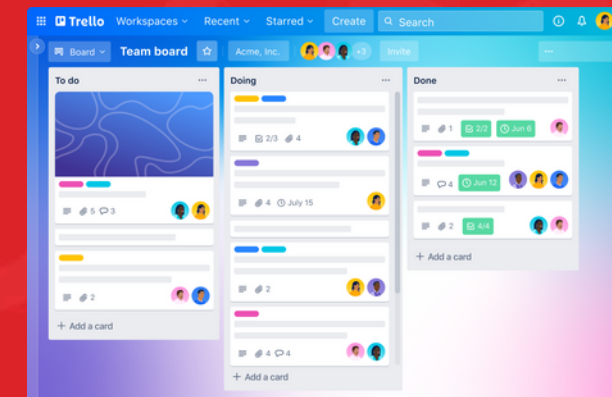 Trello Workspaces Recent Starred Create Search
Board Team board Acme, Inc. +3 Invite
To do
5 3
2
+ Add a card
Doing
2/3 4
4 July 15
2
4 4
+ Add a card
Done
1 2/2 Jun 6
4 Jun 12
2 4/4
+ Add a card